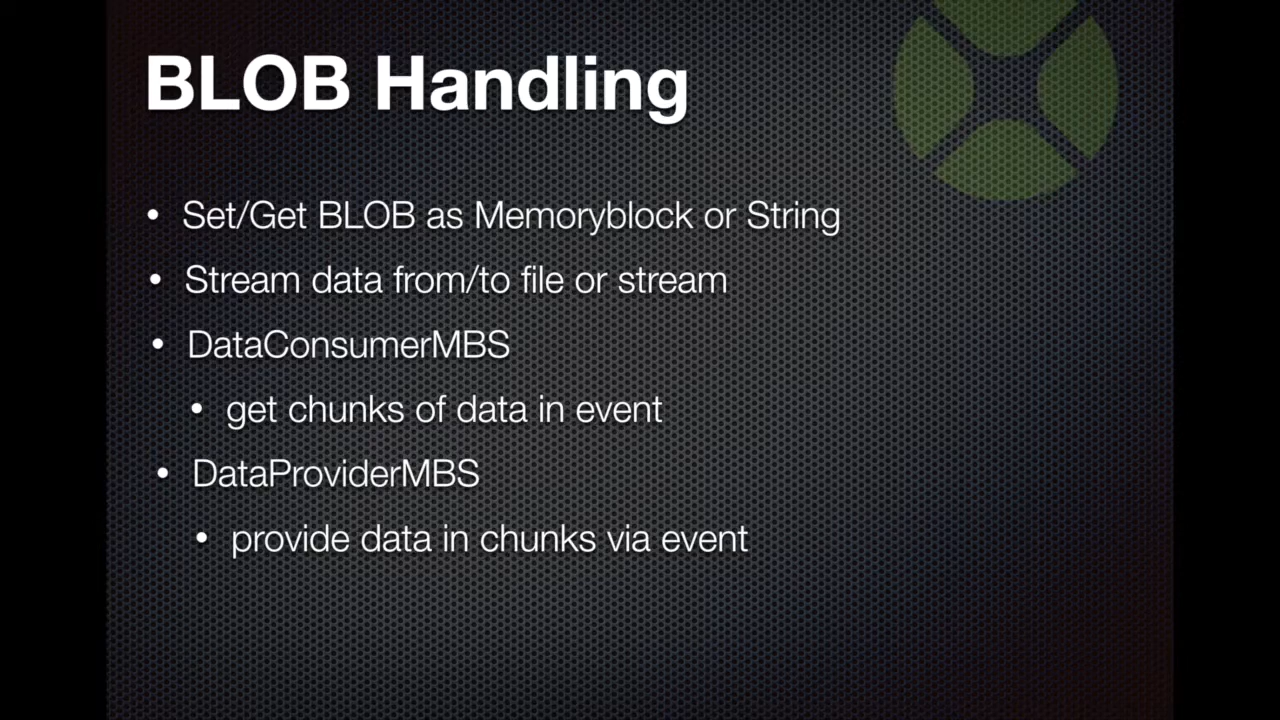 BLOB Handling
• Set/Get BLOB as Memoryblock or String
• Stream data from/to file or stream
• DataConsumerMBS
• get chunks of data in event
• DataProviderMBS
• provide data in chunks via event